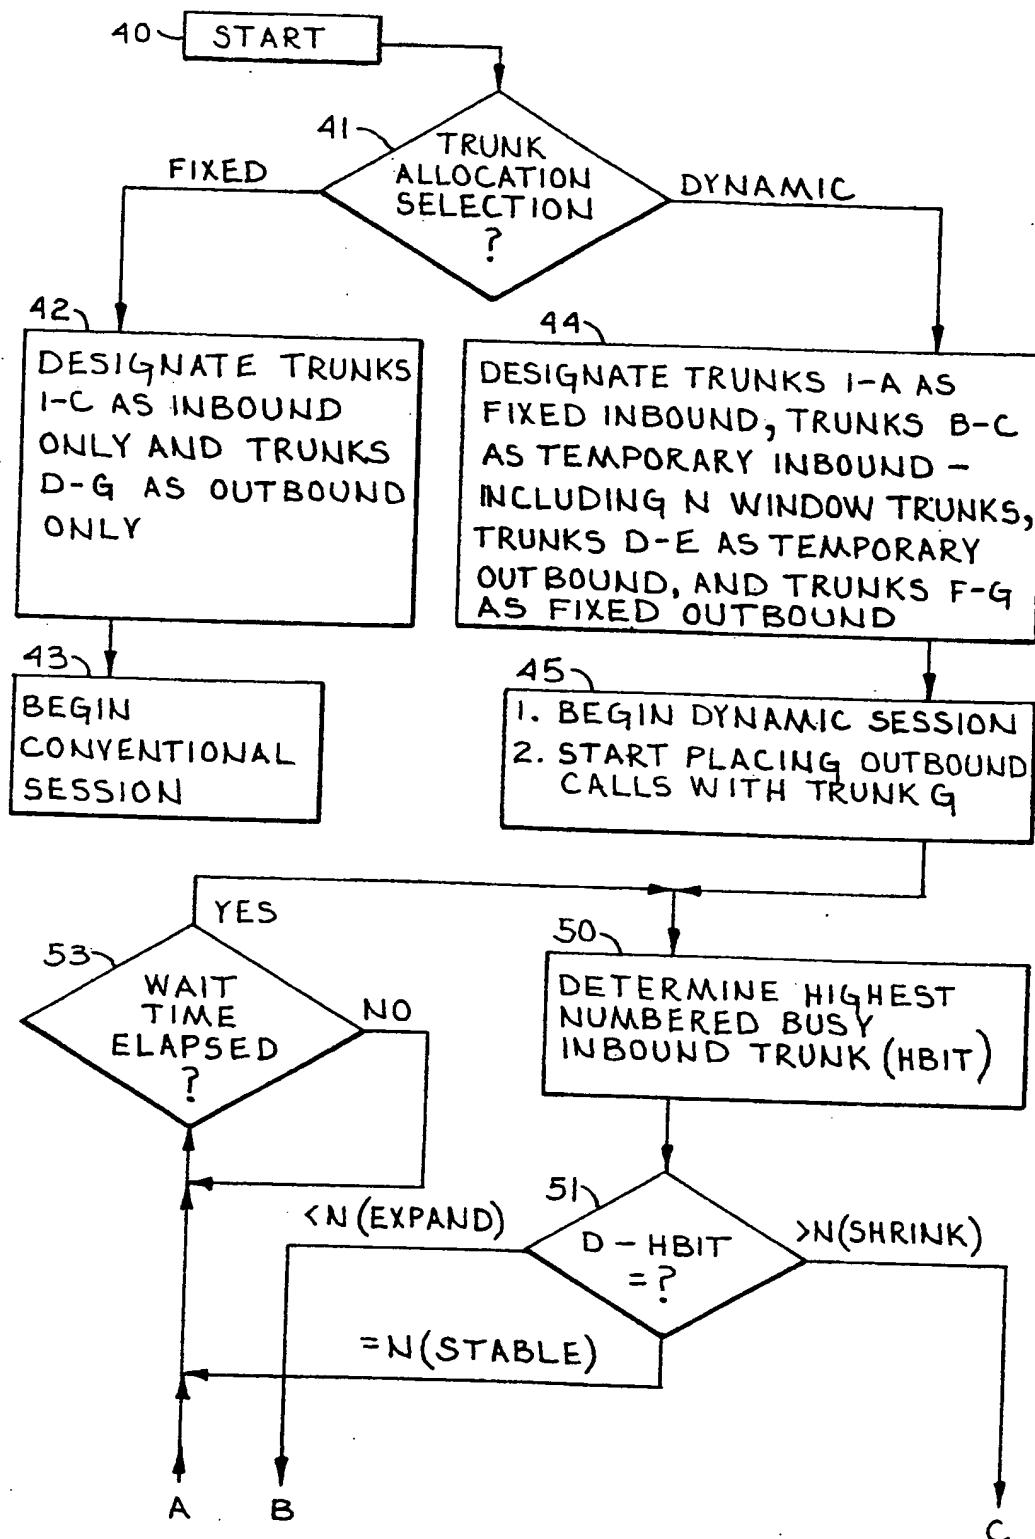 40
START
41
TRUNK
ALLOCATION
SELECTION
?
FIXED
DYNAMIC
42
DESIGNATE TRUNKS
1-C AS INBOUND
ONLY AND TRUNKS
D-G AS OUTBOUND
ONLY
44
DESIGNATE TRUNKS 1-A AS
FIXED INBOUND, TRUNKS B-C
AS TEMPORARY INBOUND -
INCLUDING N WINDOW TRUNKS,
TRUNKS D-E AS TEMPORARY
OUTBOUND, AND TRUNKS F-G
AS FIXED OUTBOUND
43
BEGIN
CONVENTIONAL
SESSION
45
1. BEGIN DYNAMIC SESSION
2. START PLACING OUTBOUND
CALLS WITH TRUNK G
YES
53
WAIT
TIME
ELAPSED
?
NO
50
DETERMINE HIGHEST
NUMBERED BUSY
INBOUND TRUNK (HBIT)
51
D - HBIT
= ?
<N (EXPAND)
>N(SHRINK)
=N(STABLE)
A
B
C